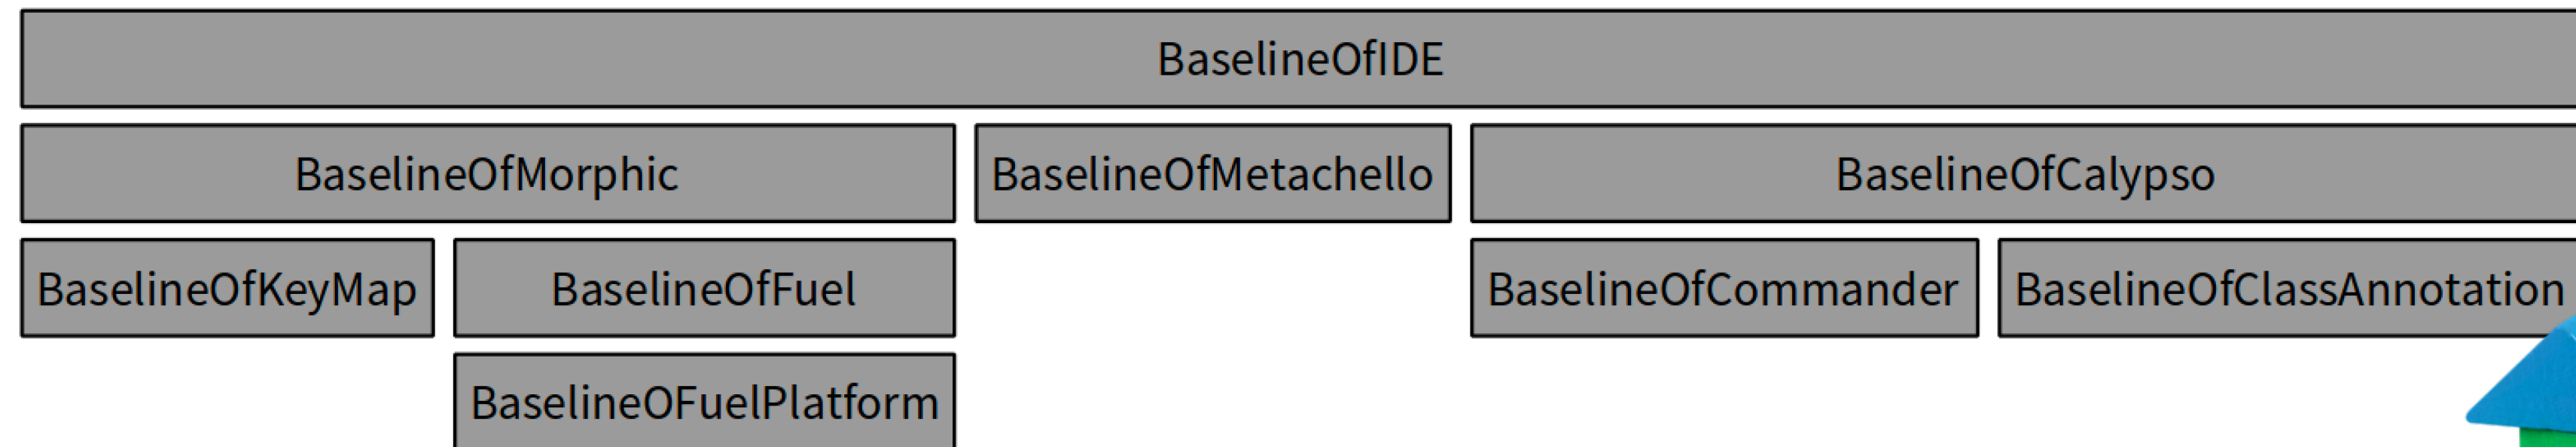 BaselineOfIDE
BaselineOfMorphic BaselineOfMetachello BaselineOfCalypso
BaselineOfKeyMap BaselineOfFuel BaselineOfCommander BaselineOfClassAnnotation
BaselineOFuelPlatform